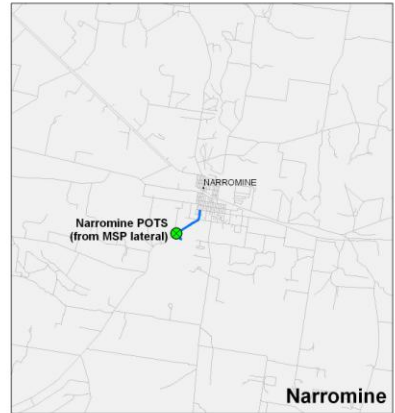 NARROMINE
Narromine POTS
(from MSP lateral)
Narromine